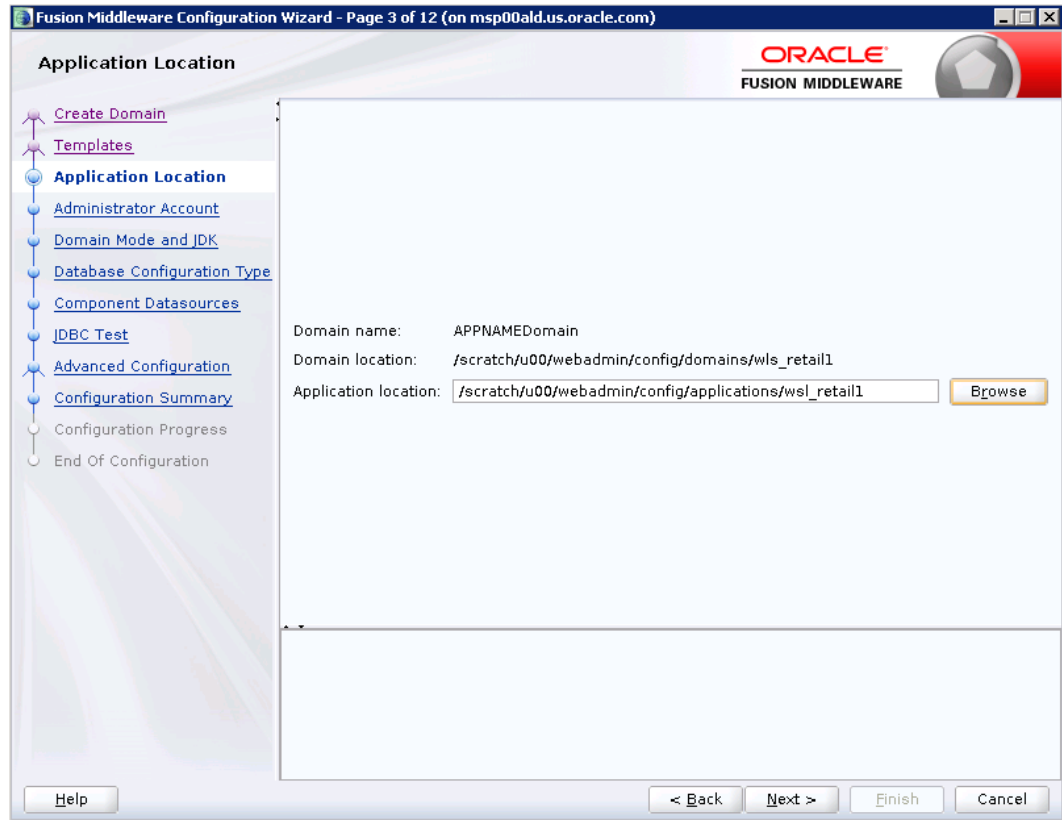 Fusion Middleware Configuration Wizard - Page 3 of 12 (on msp00ald.us.oracle.com)
Application Location
ORACLE
FUSION MIDDLEWARE
Create Domain
Templates
Application Location
Administrator Account
Domain Mode and JDK
Database Configuration Type
Component Datasources
JDBC Test
Advanced Configuration
Configuration Summary
Configuration Progress
End Of Configuration
Domain name: APPNAMEDomain
Domain location: /scratch/u00/webadmin/config/domains/wls_retail1
Application location: /scratch/u00/webadmin/config/applications/wsl_retail1 Browse
Help < Back Next > Finish Cancel